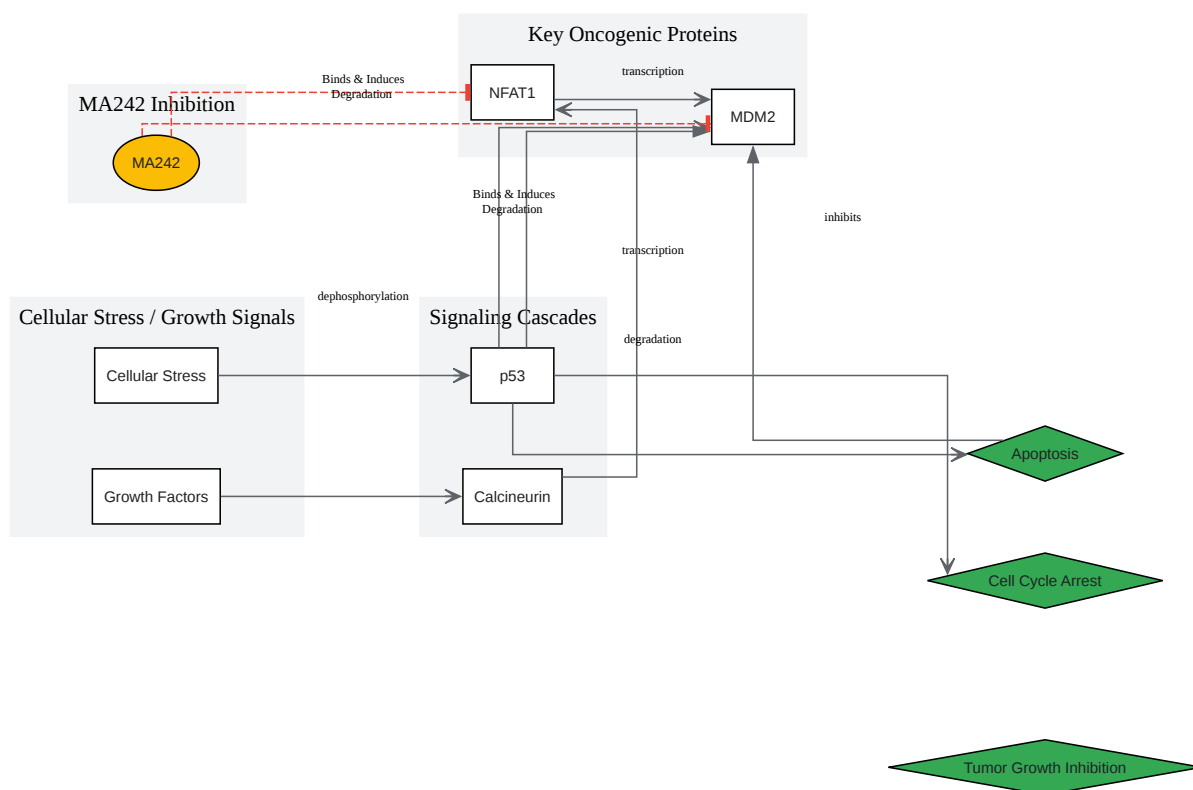 Key Oncogenic Proteins
transcription
Binds & Induces
Degradation
NFAT1
MA242 Inhibition
MDM2
MA242
Binds & Induces
Degradation
inhibits
transcription
dephosphorylation
Cellular Stress / Growth Signals
Signaling Cascades
degradation
Cellular Stress
p53
Apoptosis
Growth Factors
Calcineurin
Cell Cycle Arrest
Tumor Growth Inhibition